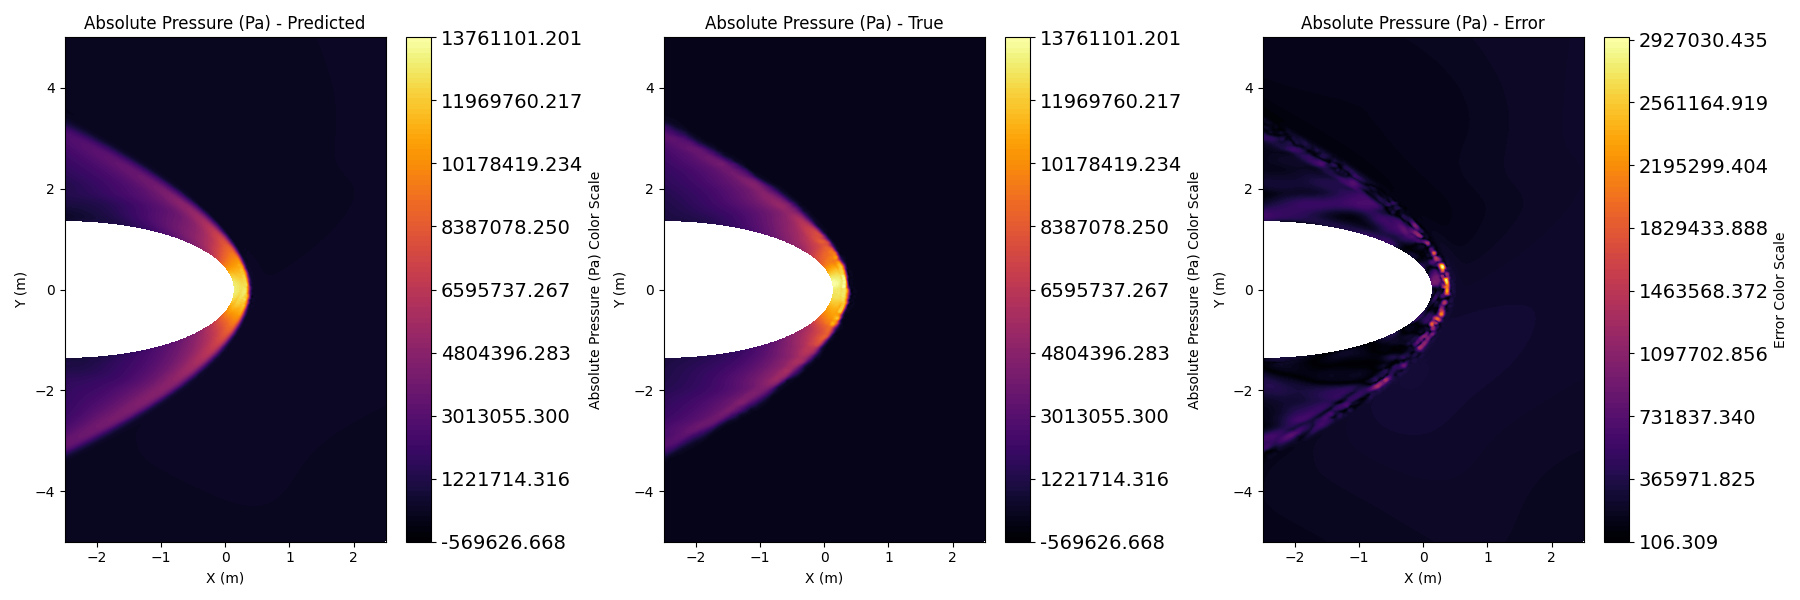 Absolute Pressure (Pa) - Predicted
4
2
0
−2
−4
Y (m)
−2 −1 0 1 2
X (m)
13761101.201
11969760.217
10178419.234
8387078.250
6595737.267
4804396.283
3013055.300
1221714.316
-569626.668
Absolute Pressure (Pa) Color Scale
Absolute Pressure (Pa) - True
4
2
0
−2
−4
Y (m)
−2 −1 0 1 2
X (m)
13761101.201
11969760.217
10178419.234
8387078.250
6595737.267
4804396.283
3013055.300
1221714.316
-569626.668
Absolute Pressure (Pa) Color Scale
Absolute Pressure (Pa) - Error
4
2
0
−2
−4
Y (m)
−2 −1 0 1 2
X (m)
2927030.435
2561164.919
2195299.404
1829433.888
1463568.372
1097702.856
731837.340
365971.825
106.309
Error Color Scale